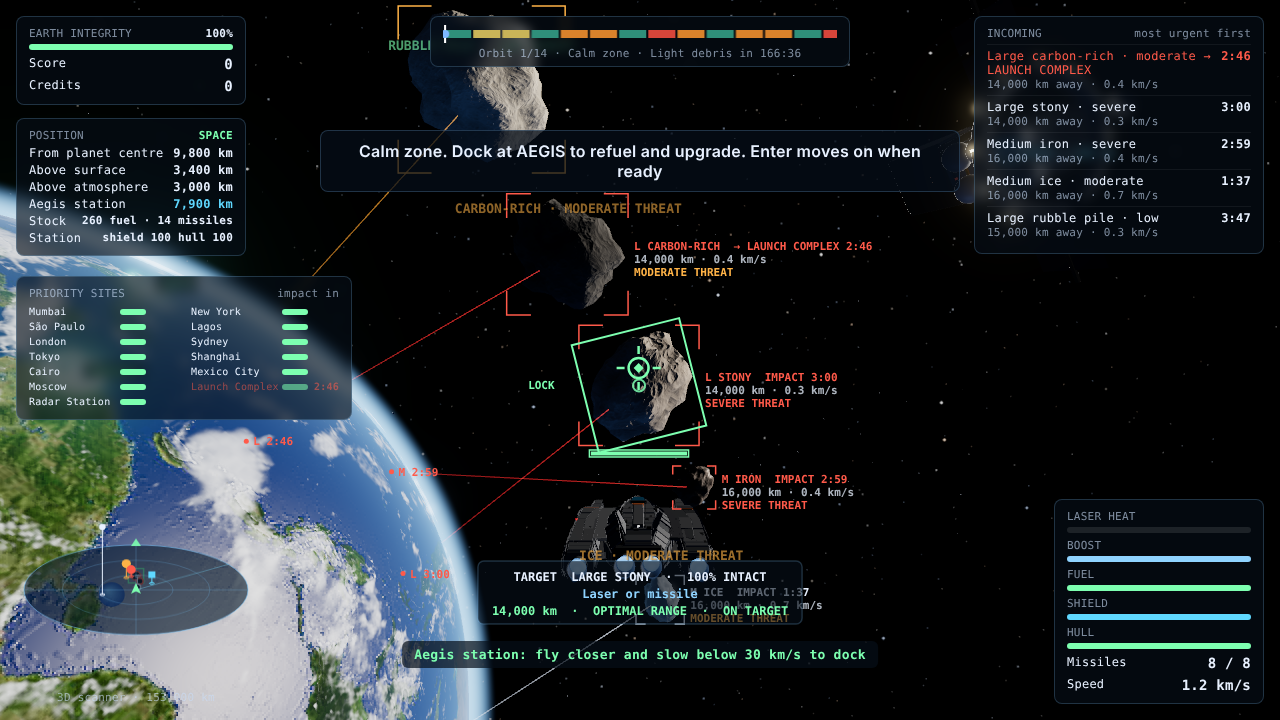 EARTH INTEGRITY 100%
Score 0
Credits 0
POSITION SPACE
From planet centre 9,800 km
Above surface 3,400 km
Above atmosphere 3,000 km
Aegis station 7,900 km
Stock 260 fuel · 14 missiles
Station shield 100 hull 100
PRIORITY SITES impact in
Mumbai New York
São Paulo Lagos
London Sydney
Tokyo Shanghai
Cairo Mexico City
Moscow Launch Complex 2:46
Radar Station
Orbit 1/14 · Calm zone · Light debris in 166:36
Calm zone. Dock at AEGIS to refuel and upgrade. Enter moves on when
ready
INCOMING most urgent first
Large carbon-rich · moderate → 2:46
LAUNCH COMPLEX
14,000 km away · 0.4 km/s
Large stony · severe 3:00
14,000 km away · 0.3 km/s
Medium iron · severe 2:59
16,000 km away · 0.4 km/s
Medium ice · moderate 1:37
16,000 km away · 0.7 km/s
Large rubble pile · low 3:47
15,000 km away · 0.3 km/s
CARBON-RICH · MODERATE THREAT
L CARBON-RICH → LAUNCH COMPLEX 2:46
14,000 km · 0.4 km/s
MODERATE THREAT
LOCK
L STONY IMPACT 3:00
14,000 km · 0.3 km/s
SEVERE THREAT
L 2:46
M 2:59
L 3:00
M IRON IMPACT 2:59
16,000 km · 0.4 km/s
SEVERE THREAT
ICE · MODERATE THREAT
TARGET LARGE STONY 100% INTACT
Laser or missile
14,000 km · OPTIMAL RANGE · ON TARGET
ICE IMPACT 1:37
16,000 km · 0.7 km/s
MODERATE THREAT
Aegis station: fly closer and slow below 30 km/s to dock
3D scanner
LASER HEAT
BOOST
FUEL
SHIELD
HULL
Missiles 8 / 8
Speed 1.2 km/s